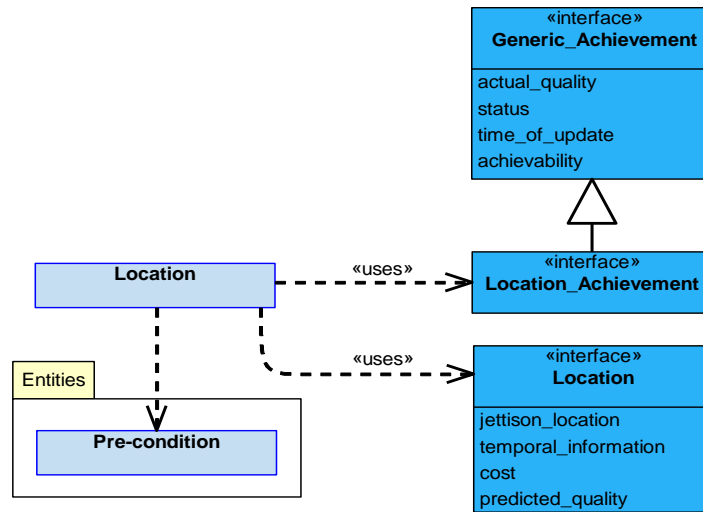 «interface»
Generic_Achievement
actual_quality
status
time_of_update
achievability
Location
«uses»
«interface»
Location_Achievement
«uses»
«interface»
Location
jettison_location
temporal_information
cost
predicted_quality
Entities
Pre-condition